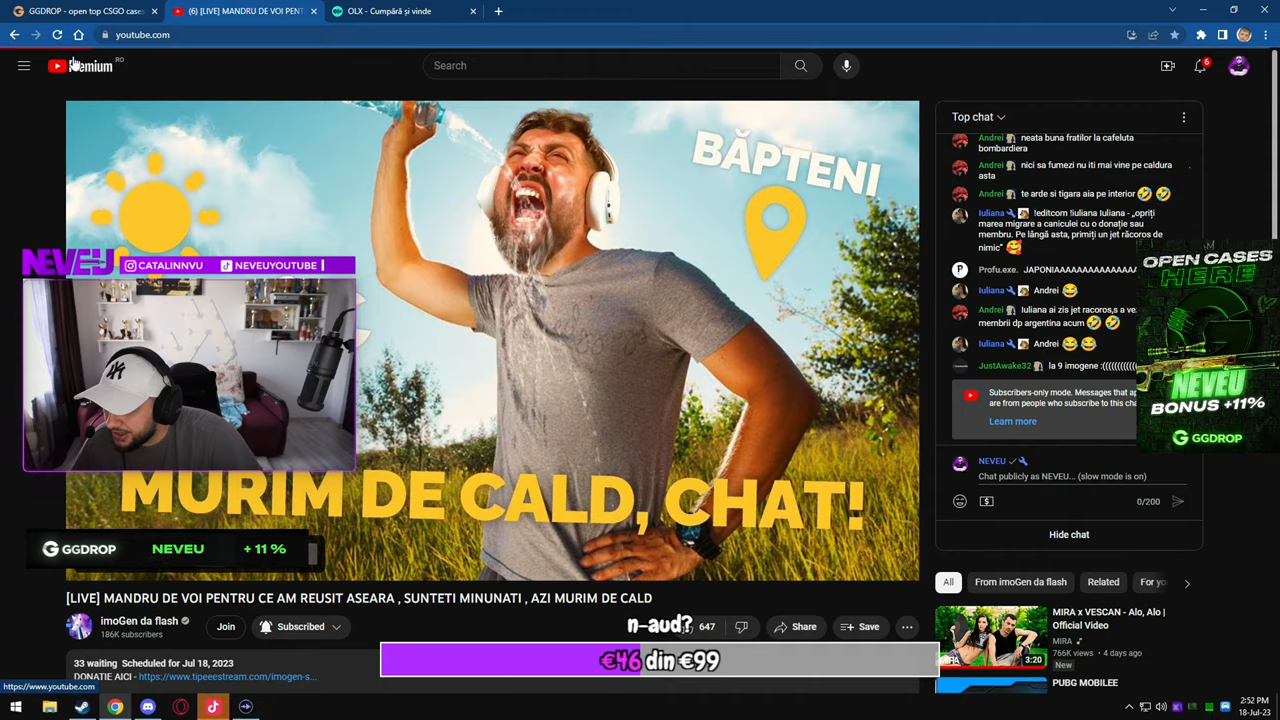 GGDROP - open top CSGO cases
(6) [LIVE] MANDRU DE VOI PENT
OLX - Cumpără și vinde
youtube.com
RO
Search
6
BĂPTENI
MURIM DE CALD, CHAT!
NEVEU
CATALINNVU
NEVEUYOUTUBE
GGDROP
NEVEU
+ 11 %
Top chat
Andrei neata buna fratilor la cafeluta
bombardiera
Andrei nici sa fumezi nu iti mai vine pe caldura
asta
Andrei te arde si tigara aia pe interior
Iuliana !editcom !iuliana Iuliana - „opriți
marea migrare a caniculei cu o donație sau
membru. Pe lângă asta, primiți un jet răcoros de
nimic"
Profu.exe. JAPONIAAAAAAAAAAAAAA
Iuliana Andrei
Andrei Iuliana ai zis jet racoros,s a ve
membrii dp argentina acum
Iuliana Andrei
JustAwake32 la 9 imogene :((((((((((((((
Subscribers-only mode. Messages that ap
are from people who subscribe to this cha
Learn more
OPEN CASES
HERE
NEVEU
BONUS +11%
GGDROP
NEVEU
Chat publicly as NEVEU... (slow mode is on)
0/200
Hide chat
[LIVE] MANDRU DE VOI PENTRU CE AM REUSIT ASEARA , SUNTETI MINUNATI , AZI MURIM DE CALD
imoGen da flash
186K subscribers
Join
Subscribed
647
Share
Save
n-aud?
€46 din €99
33 waiting Scheduled for Jul 18, 2023
DONATIE AICI - https://www.tipeeestream.com/imogen-s...
https://www.youtube.com
All
From imoGen da flash
Related
For yo
MIRA x VESCAN - Alo, Alo |
Official Video
MIRA
766K views • 4 days ago
New
3:20
PUBG MOBILEE
2:52 PM
18-Jul-23